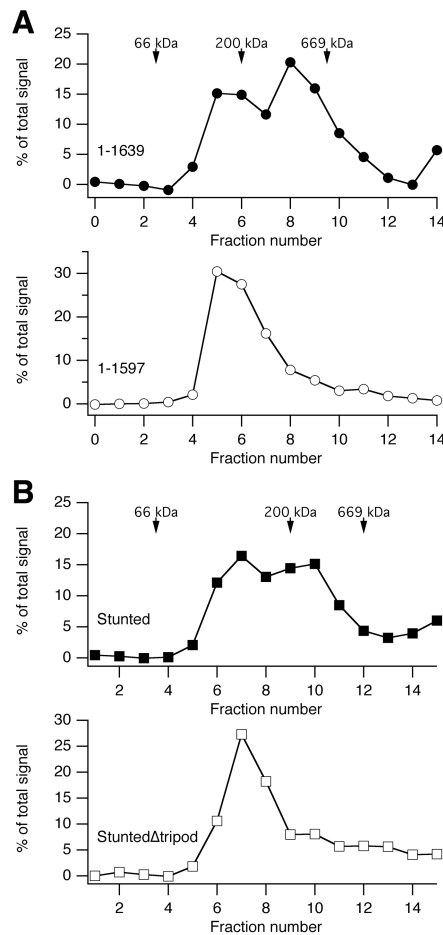 A
25
20
15
10
5
0
% of total signal
66 kDa 200 kDa 669 kDa
1-1639
0 2 4 6 8 10 12 14
Fraction number
30
20
10
0
% of total signal
1-1597
0 2 4 6 8 10 12 14
Fraction number
B
25
20
15
10
5
0
% of total signal
66 kDa 200 kDa 669 kDa
Stunted
2 4 6 8 10 12 14
Fraction number
30
25
20
15
10
5
0
% of total signal
StuntedΔtripod
2 4 6 8 10 12 14
Fraction number